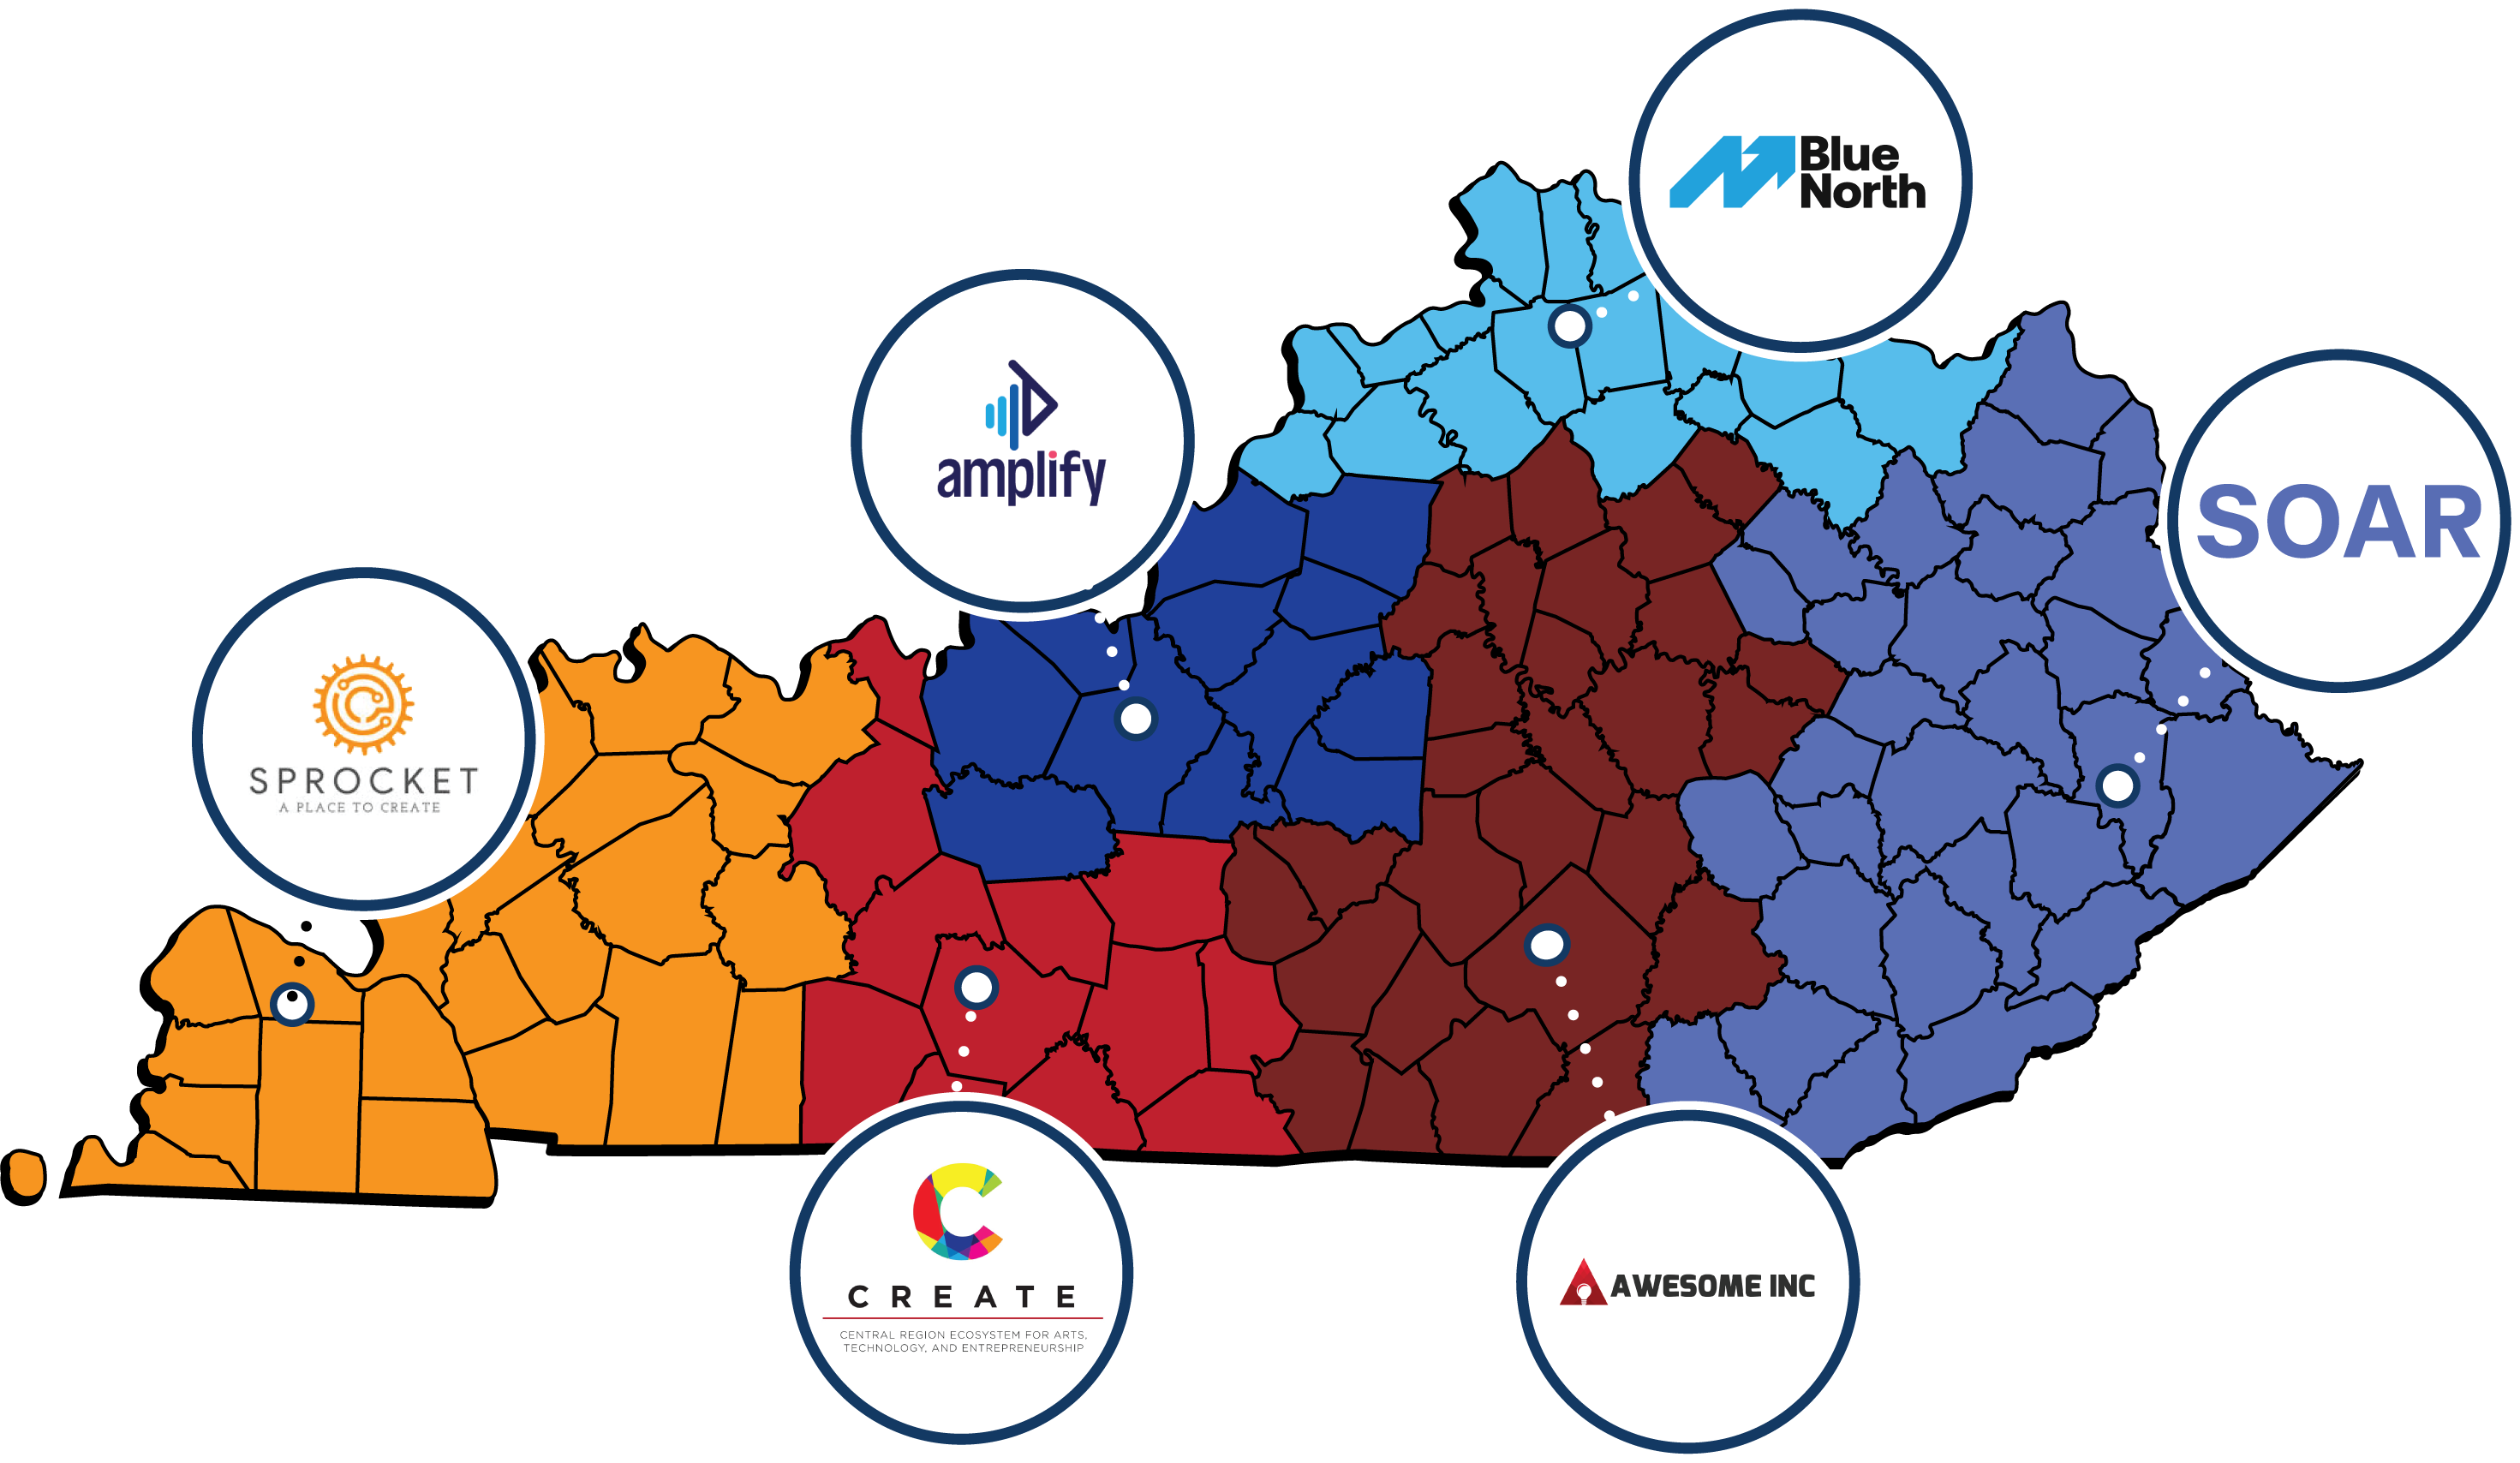 Blue
North
amplify
SOAR
SPROCKET
A PLACE TO CREATE
CREATE
CENTRAL REGION ECOSYSTEM FOR ARTS,
TECHNOLOGY, AND ENTREPRENEURSHIP
AWESOME INC